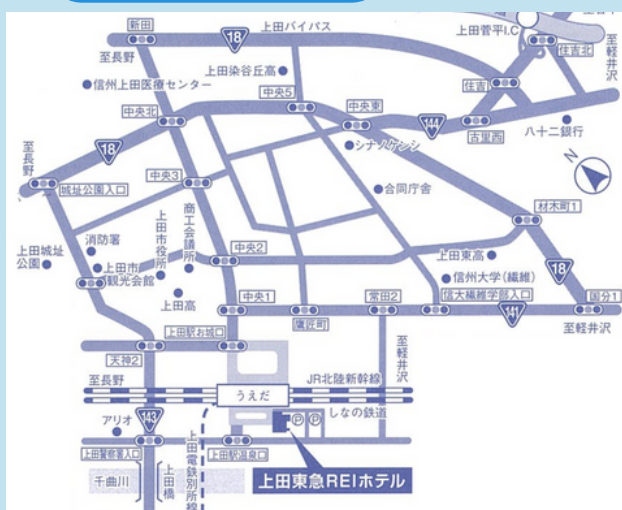 新田
18
上田バイパス
上田菅平I.C
住吉北
至軽井沢
至長野
上田染谷丘高
信州上田医療センター
中央北
中央5
中央東
住吉
144
古里西
八十二銀行
シナノケンシ
至長野
18
城址公園入口
中央3
合同庁舎
N
材木町1
上田城址
公園
消防署
上田市
観光会館
上田市役所
商工会議所
上田高
中央2
上田東高
信州大学(繊維)
18
中央1
鷹匠町
常田2
信大繊維学部入口
141
国分1
至軽井沢
天神2
上田駅お城口
至軽井沢
至長野
うえだ
JR北陸新幹線
しなの鉄道
アリオ
143
P
P
上田警察署入口
上田電鉄別所線
上田駅温泉口
千曲川
上田橋
上田東急REIホテル